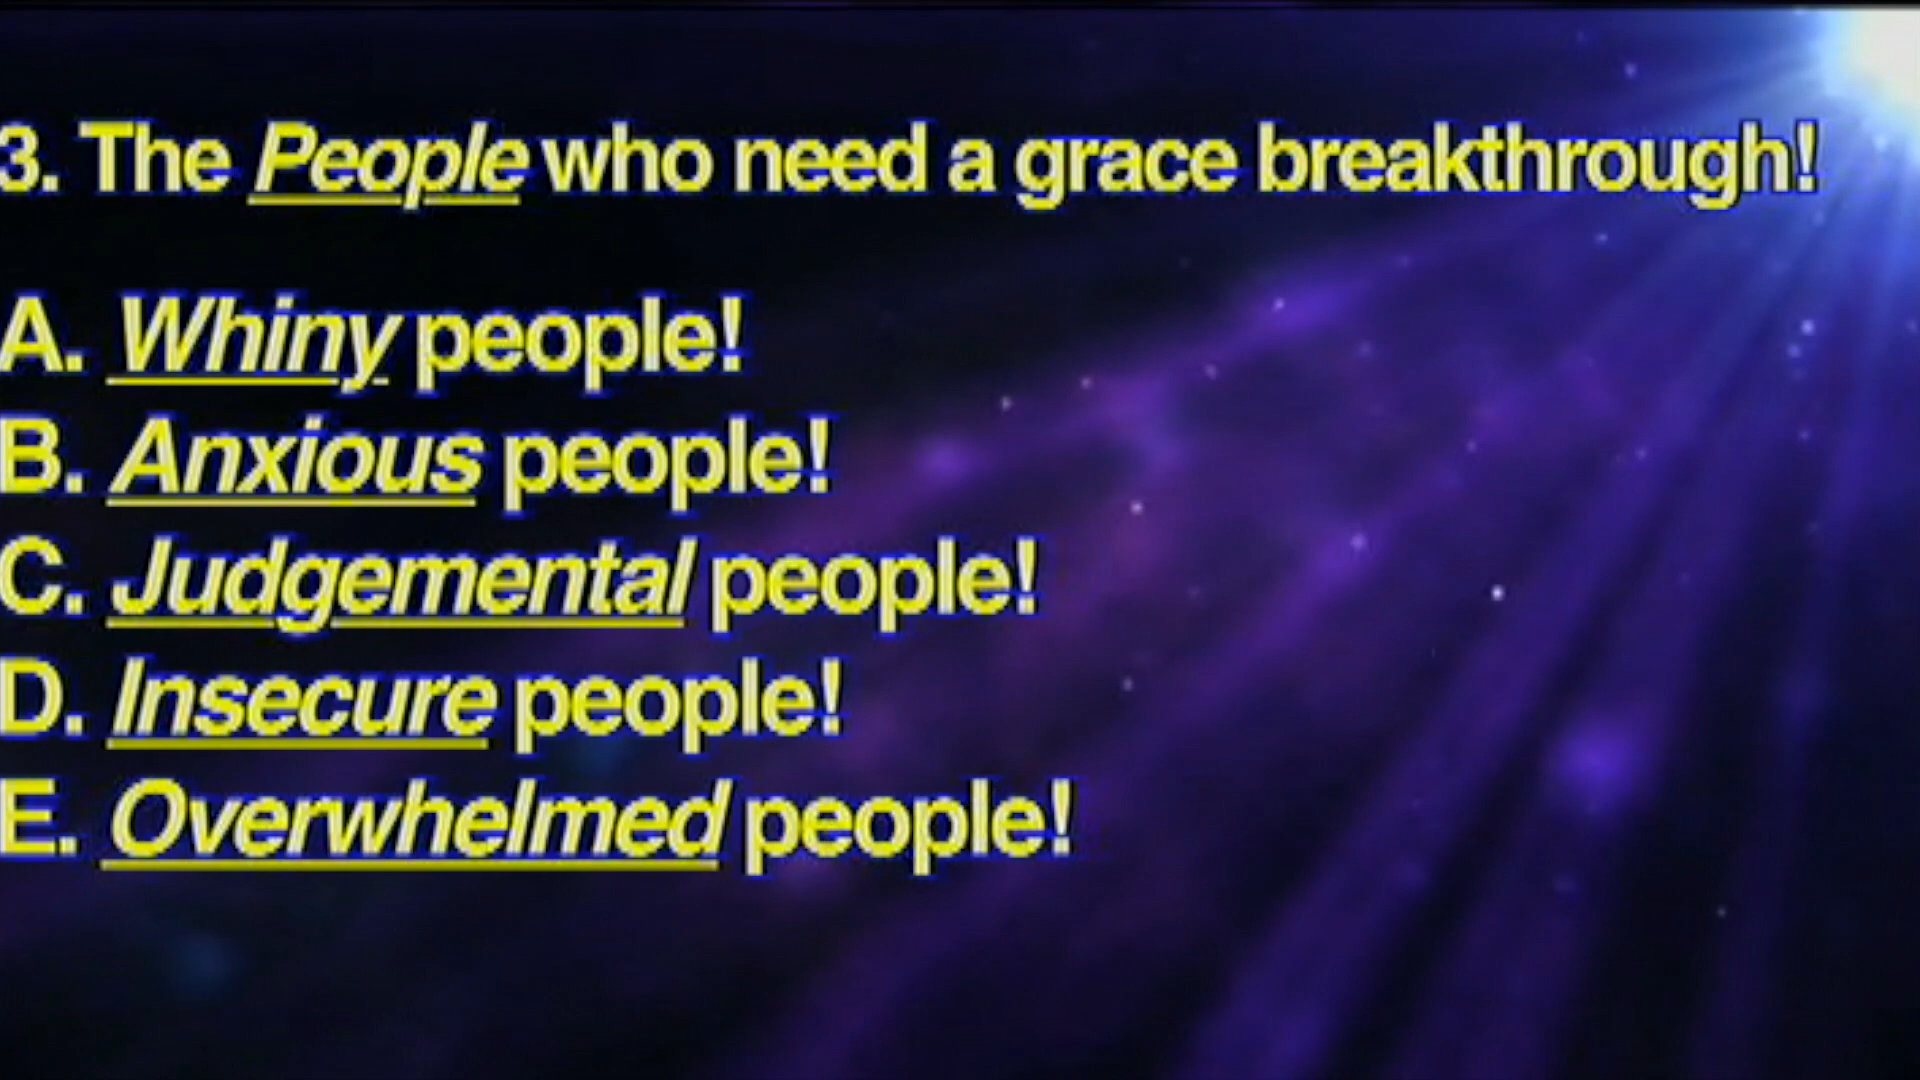 3. The People who need a grace breakthrough!
A. Whiny people!
B. Anxious people!
C. Judgemental people!
D. Insecure people!
E. Overwhelmed people!